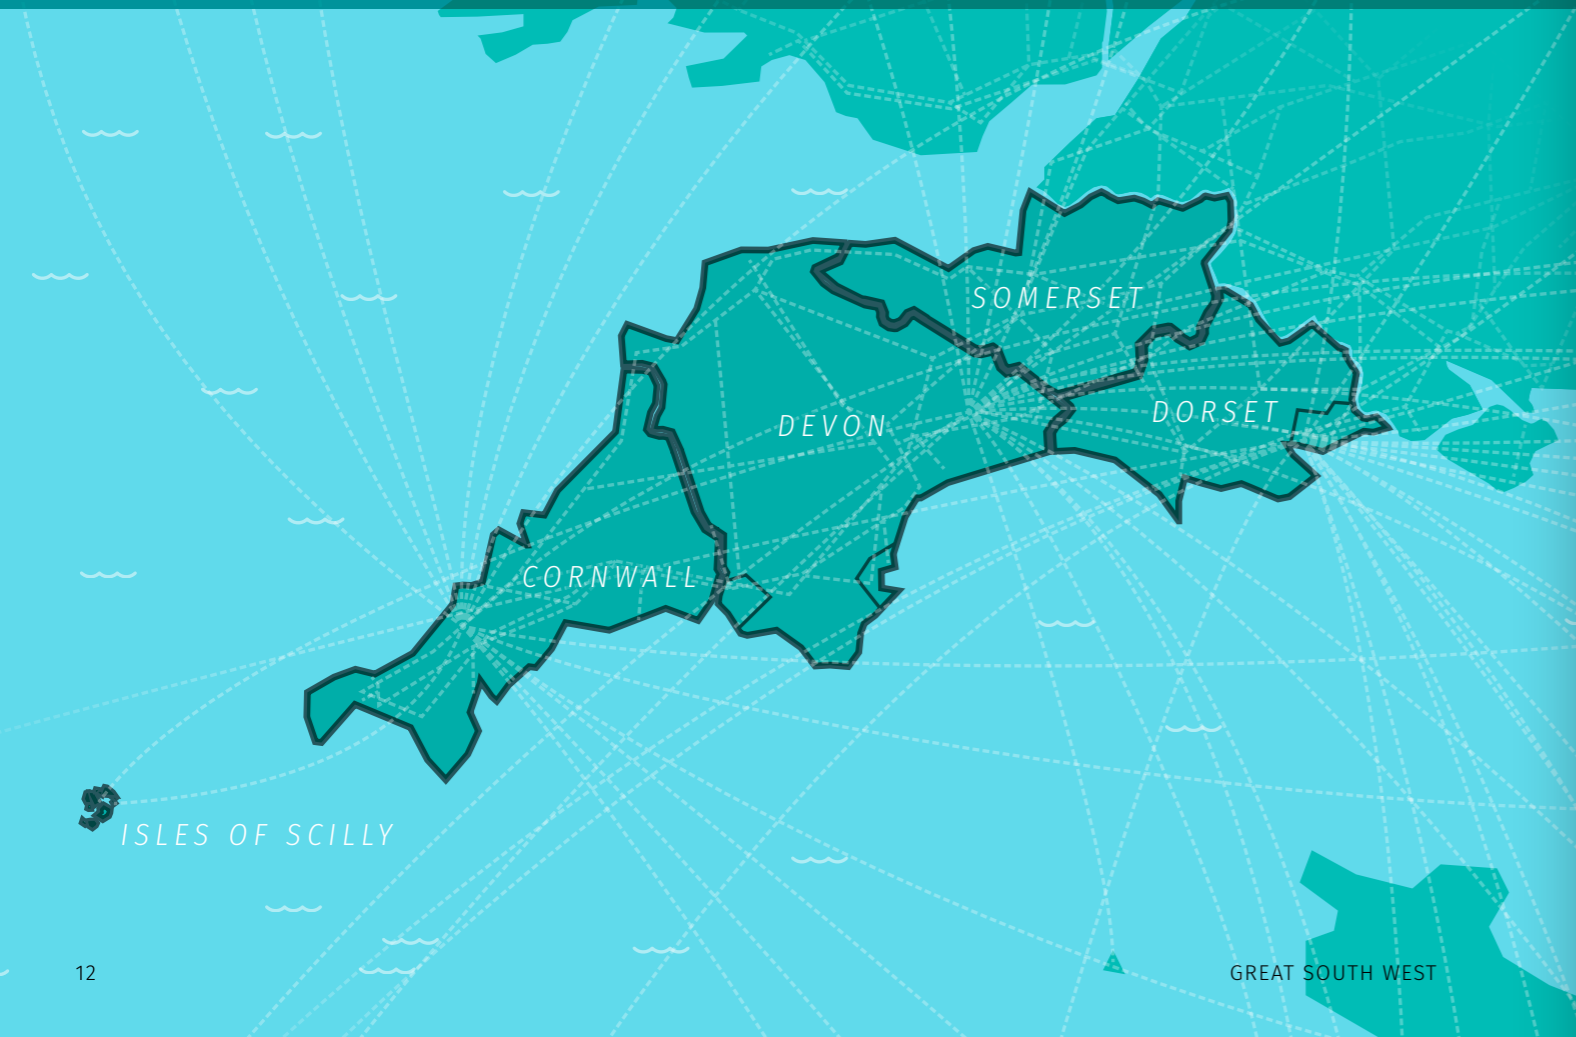 SOMERSET
DORSET
DEVON
CORNWALL
ISLES OF SCILLY
12
GREAT SOUTH WEST